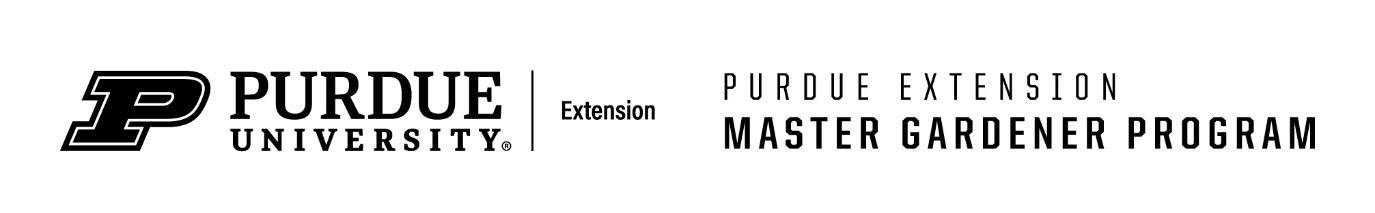 P PURDUE
UNIVERSITY®
Extension
PURDUE EXTENSION
MASTER GARDENER PROGRAM